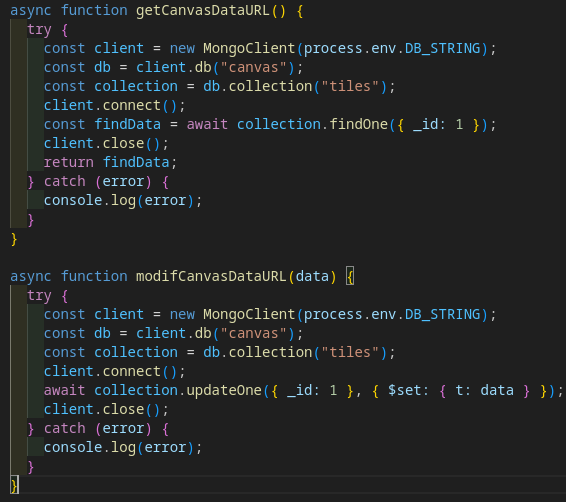 async function getCanvasDataURL() {
  try {
    const client = new MongoClient(process.env.DB_STRING);
    const db = client.db("canvas");
    const collection = db.collection("tiles");
    client.connect();
    const findData = await collection.findOne({ _id: 1 });
    client.close();
    return findData;
  } catch (error) {
    console.log(error);
  }
}

async function modifCanvasDataURL(data) {
  try {
    const client = new MongoClient(process.env.DB_STRING);
    const db = client.db("canvas");
    const collection = db.collection("tiles");
    client.connect();
    await collection.updateOne({ _id: 1 }, { $set: { t: data } });
    client.close();
  } catch (error) {
    console.log(error);
  }
}